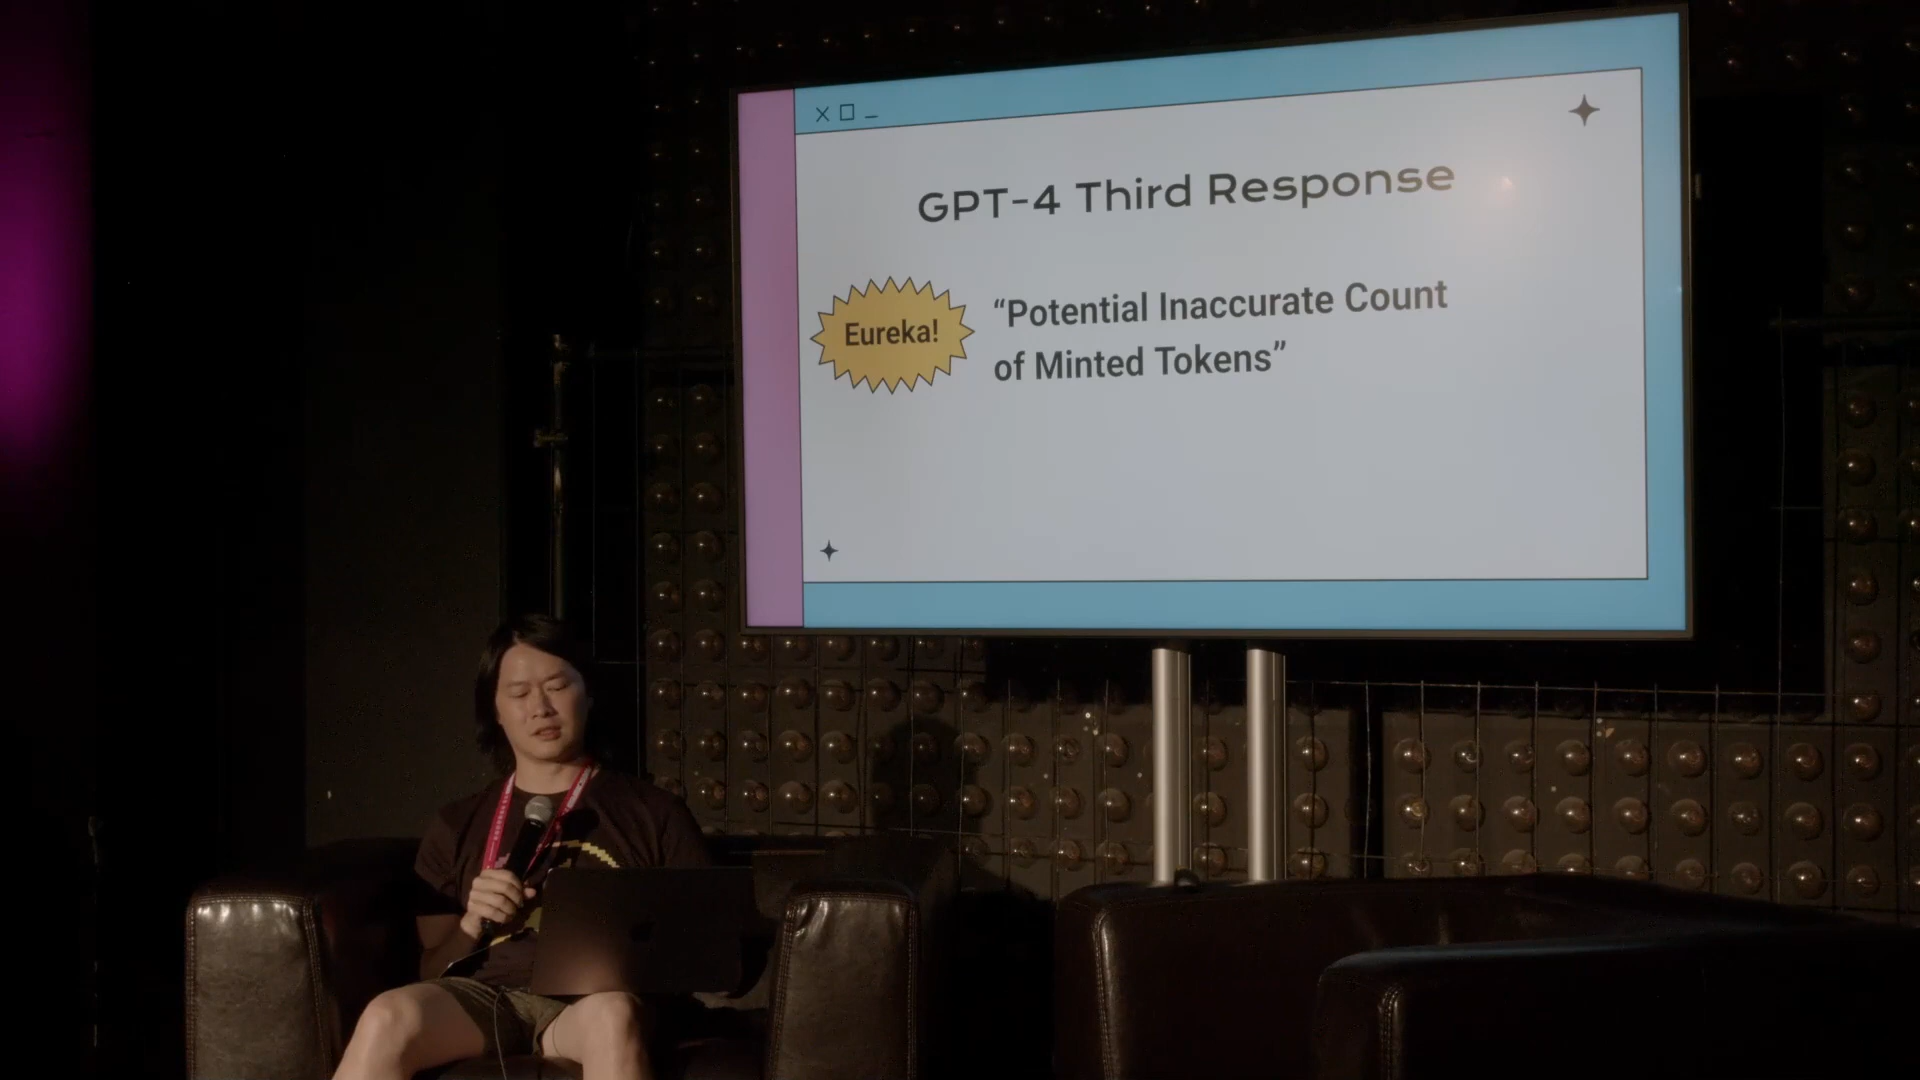 GPT-4 Third Response
Eureka!
“Potential Inaccurate Count
of Minted Tokens”